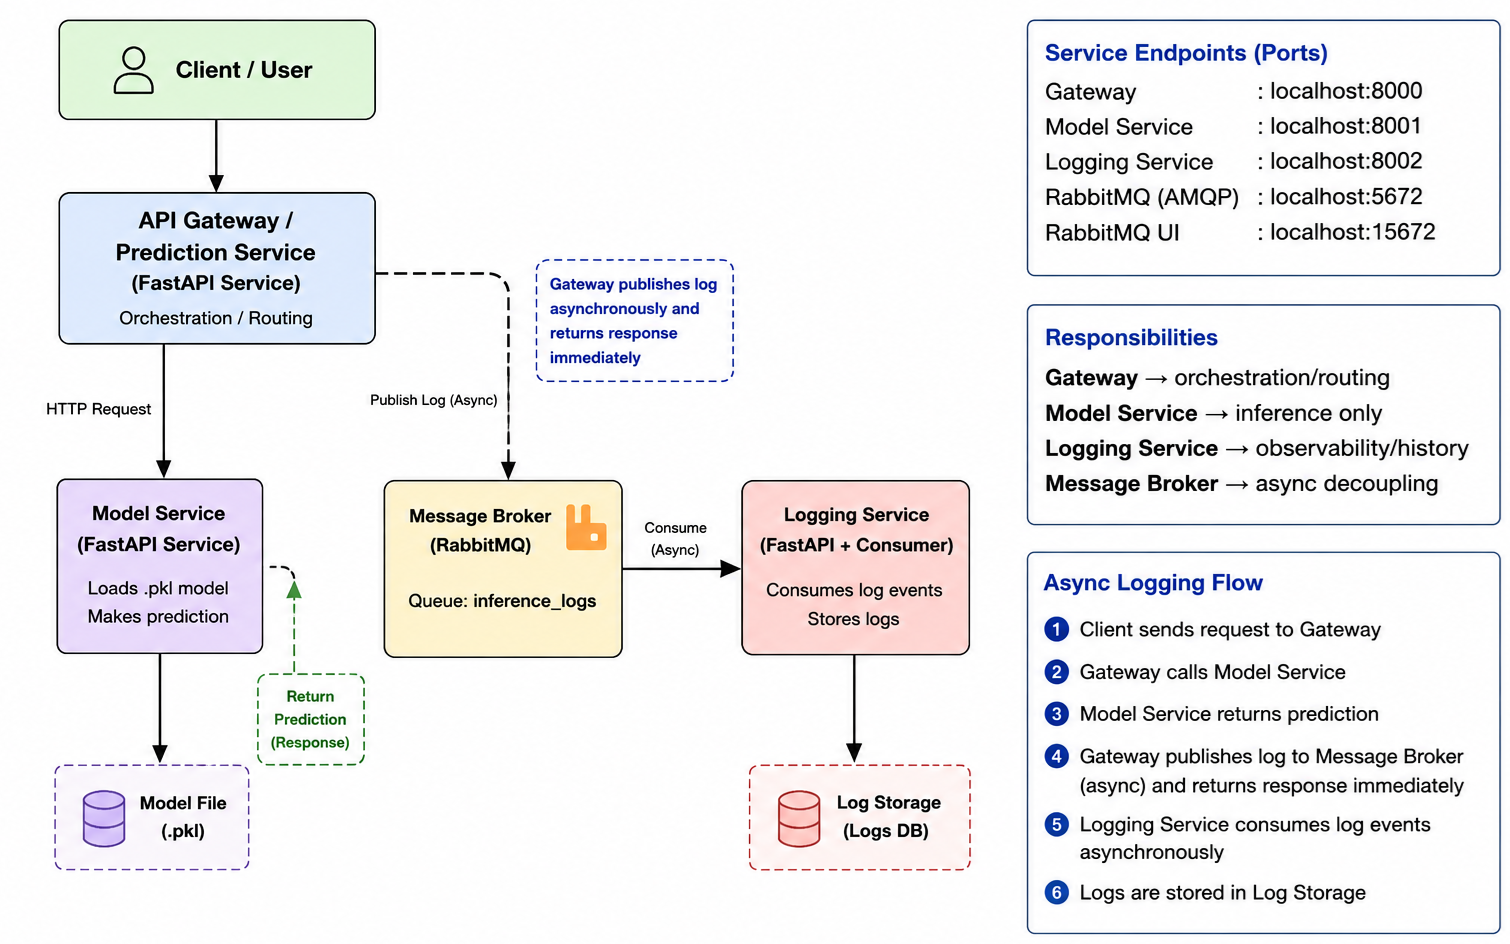 Client / User
API Gateway /
Prediction Service
(FastAPI Service)
Orchestration / Routing
Gateway publishes log
asynchronously and
returns response
immediately
HTTP Request
Publish Log (Async)
Model Service
(FastAPI Service)
Loads .pkl model
Makes prediction
Message Broker
(RabbitMQ)
Queue: inference_logs
Consume
(Async)
Logging Service
(FastAPI + Consumer)
Consumes log events
Stores logs
Return
Prediction
(Response)
Model File
(.pkl)
Log Storage
(Logs DB)
Service Endpoints (Ports)
Gateway : localhost:8000
Model Service : localhost:8001
Logging Service : localhost:8002
RabbitMQ (AMQP) : localhost:5672
RabbitMQ UI : localhost:15672
Responsibilities
Gateway → orchestration/routing
Model Service → inference only
Logging Service → observability/history
Message Broker → async decoupling
Async Logging Flow
1 Client sends request to Gateway
2 Gateway calls Model Service
3 Model Service returns prediction
4 Gateway publishes log to Message Broker
(async) and returns response immediately
5 Logging Service consumes log events
asynchronously
6 Logs are stored in Log Storage